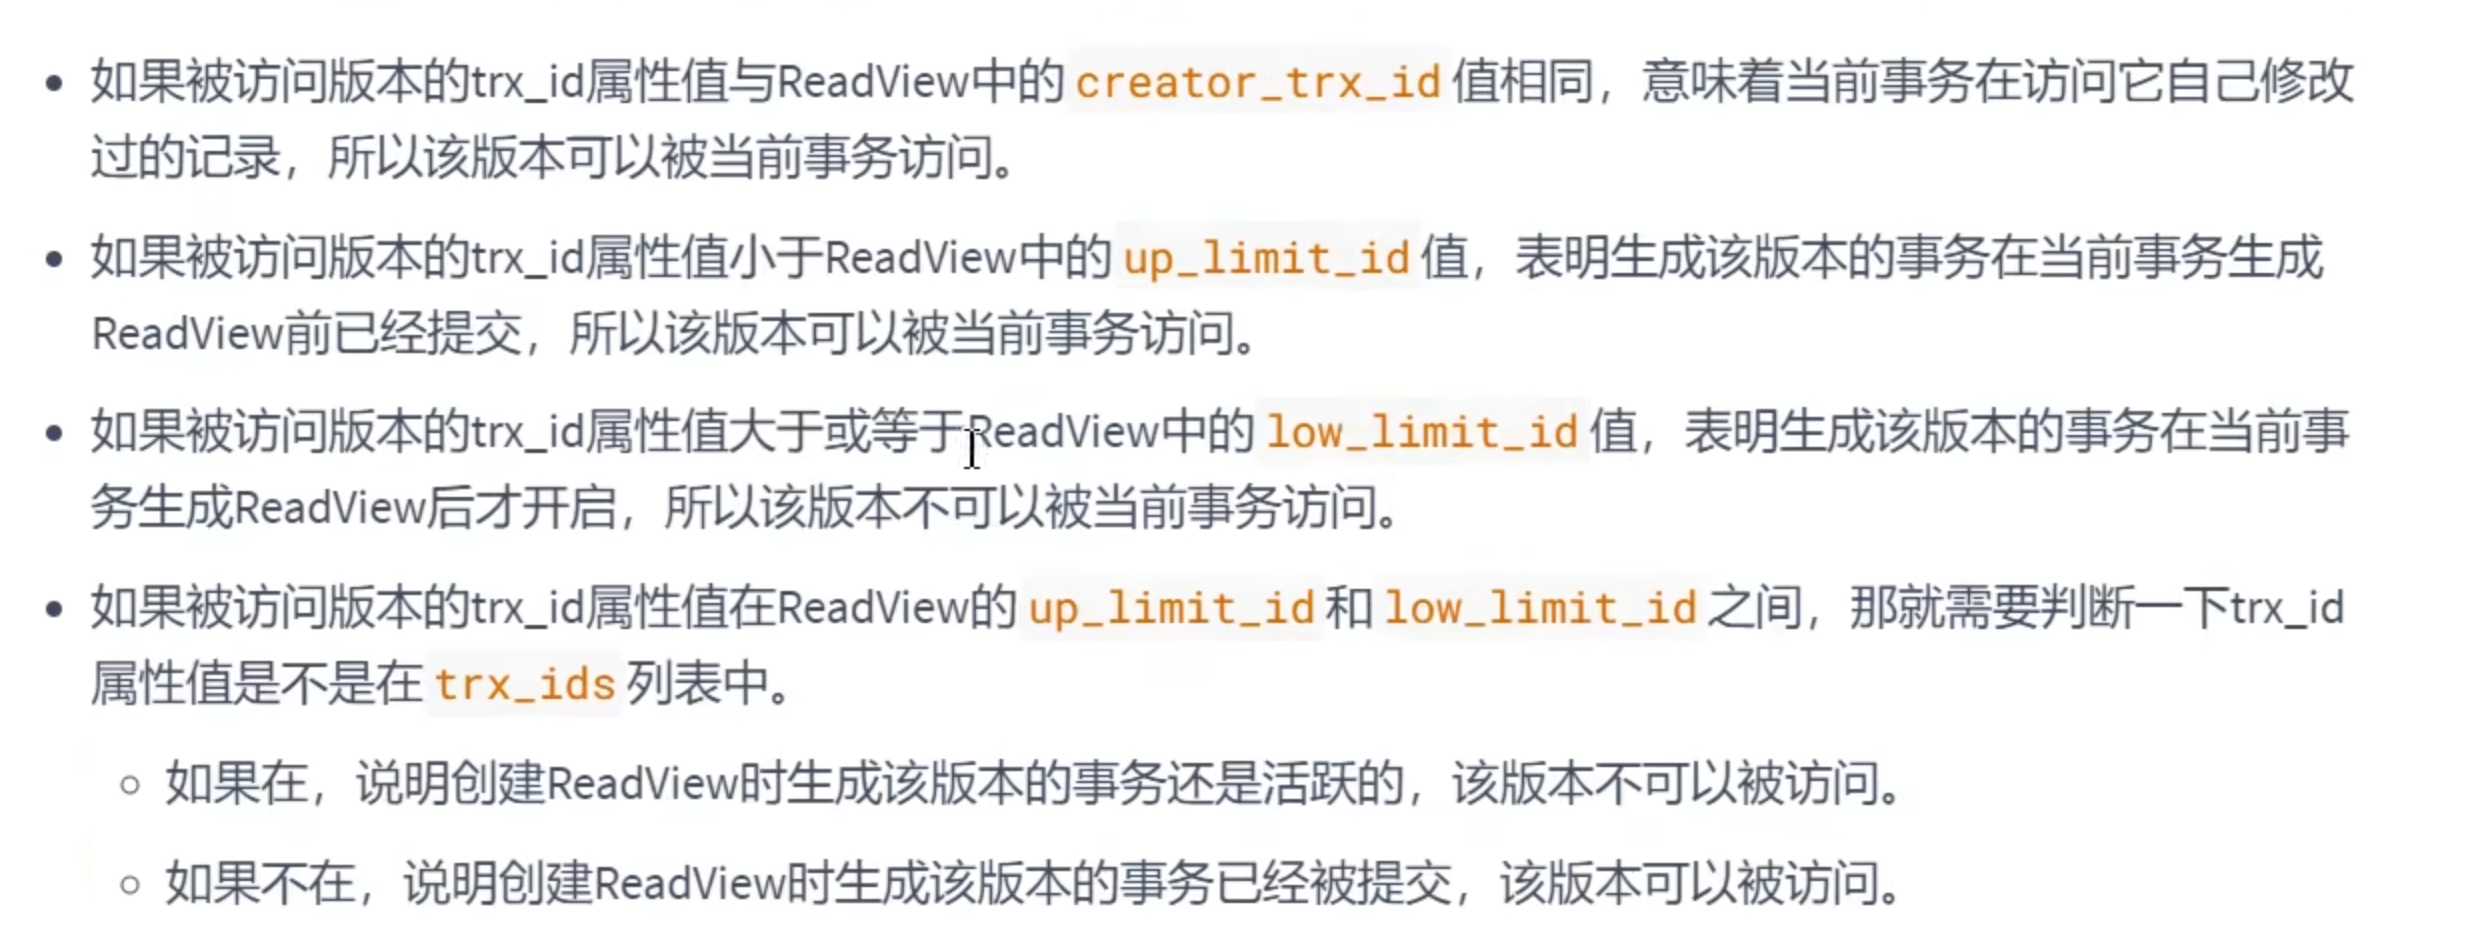 如果被访问版本的trx_id属性值与ReadView中的 creator_trx_id 值相同，意味着当前事务在访问它自己修改
过的记录，所以该版本可以被当前事务访问。
如果被访问版本的trx_id属性值小于ReadView中的 up_limit_id 值，表明生成该版本的事务在当前事务生成
ReadView前已经提交，所以该版本可以被当前事务访问。
如果被访问版本的trx_id属性值大于或等于ReadView中的 low_limit_id 值，表明生成该版本的事务在当前事
务生成ReadView后才开启，所以该版本不可以被当前事务访问。
如果被访问版本的trx_id属性值在ReadView的 up_limit_id 和 low_limit_id 之间，那就需要判断一下trx_id
属性值是不是在 trx_ids 列表中。
如果在，说明创建ReadView时生成该版本的事务还是活跃的，该版本不可以被访问。
如果不在，说明创建ReadView时生成该版本的事务已经被提交，该版本可以被访问。